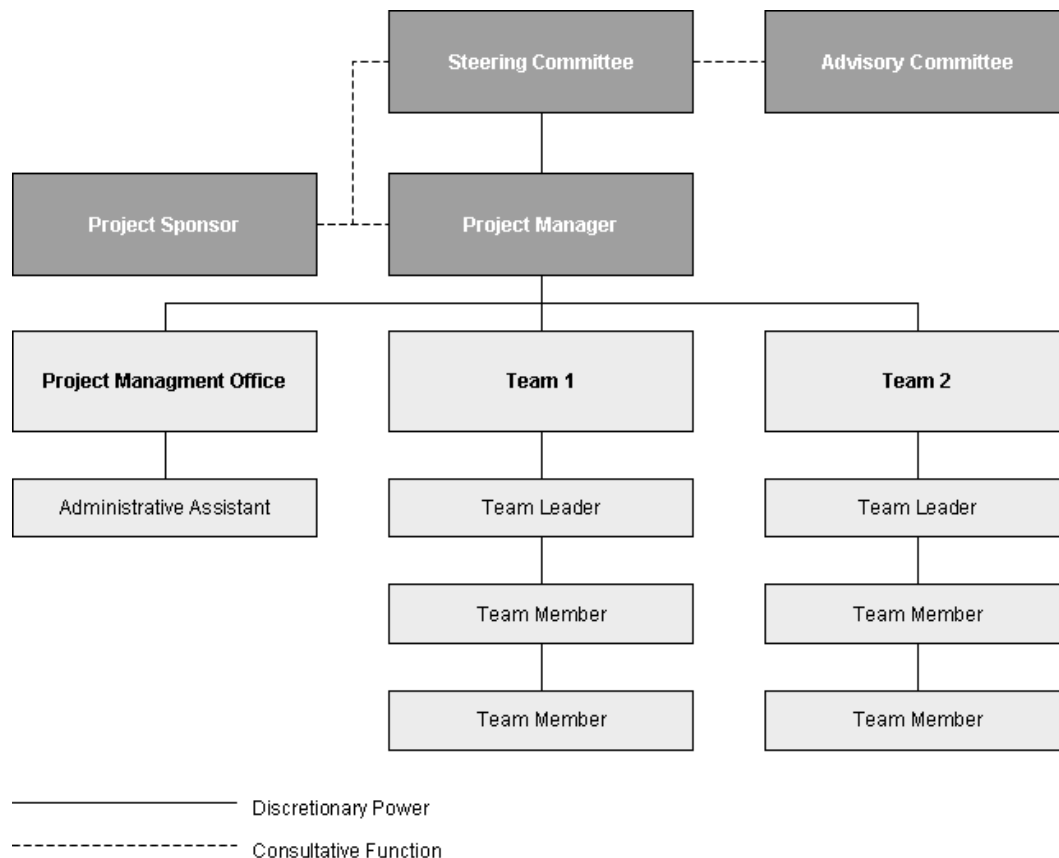 Steering Committee
Advisory Committee
Project Sponsor
Project Manager
Project Managment Office
Team 1
Team 2
Administrative Assistant
Team Leader
Team Leader
Team Member
Team Member
Team Member
Team Member
Discretionary Power
Consultative Function